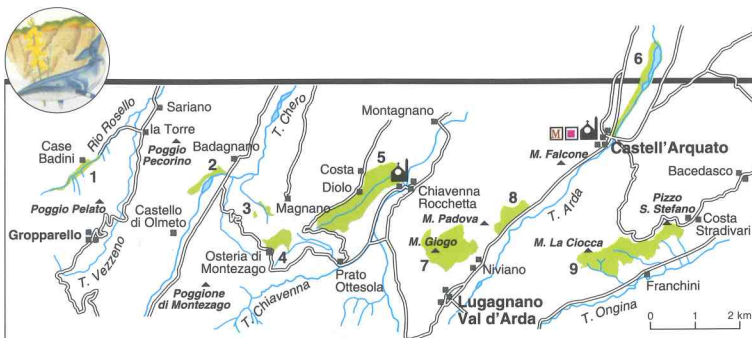 6
Sariano
Rio Rosello
la Torre
Case
Badini
Poggio
Pecorino
1
Poggio Pelato
Gropparello
T. Vezzeno
Badagnano
2
T. Chero
Castello
di Olmeto
3
Magnano
4
Osteria di
Montezago
Poggione
di Montezago
T. Chiavenna
Montagnano
Costa
5
Diolo
Chiavenna
Rocchetta
Prato
Ottesola
M. Padova
M. Giogo
7
8
Niviano
Lugagnano
Val d'Arda
T. Arda
M
Castell'Arquato
M. Falcone
Bacedasco
Pizzo
S. Stefano
Costa
Stradivari
M. La Ciocca
9
Franchini
T. Ongina
0 1 2 km